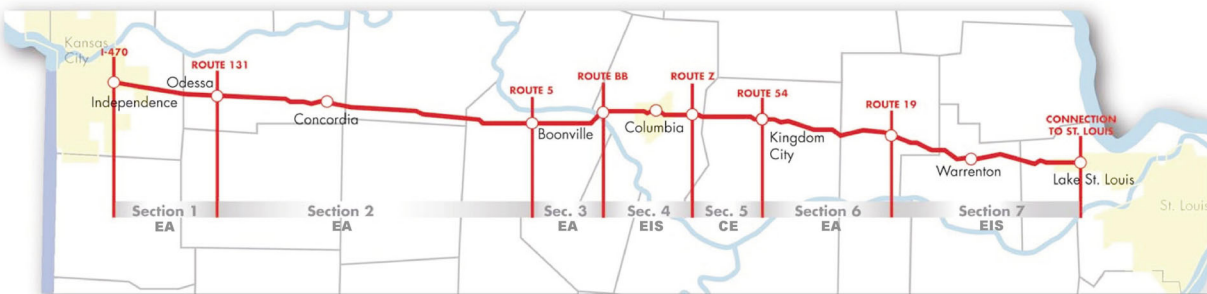 Kansas
City
I-470
Independence
Odessa
ROUTE 131
Concordia
ROUTE 5
Boonville
ROUTE BB
Columbia
ROUTE Z
ROUTE 54
Kingdom
City
ROUTE 19
Warrenton
CONNECTION
TO ST. LOUIS
Lake St. Louis
St. Louis
Section 1
EA
Section 2
EA
Sec. 3
EA
Sec. 4
EIS
Sec. 5
CE
Section 6
EA
Section 7
EIS